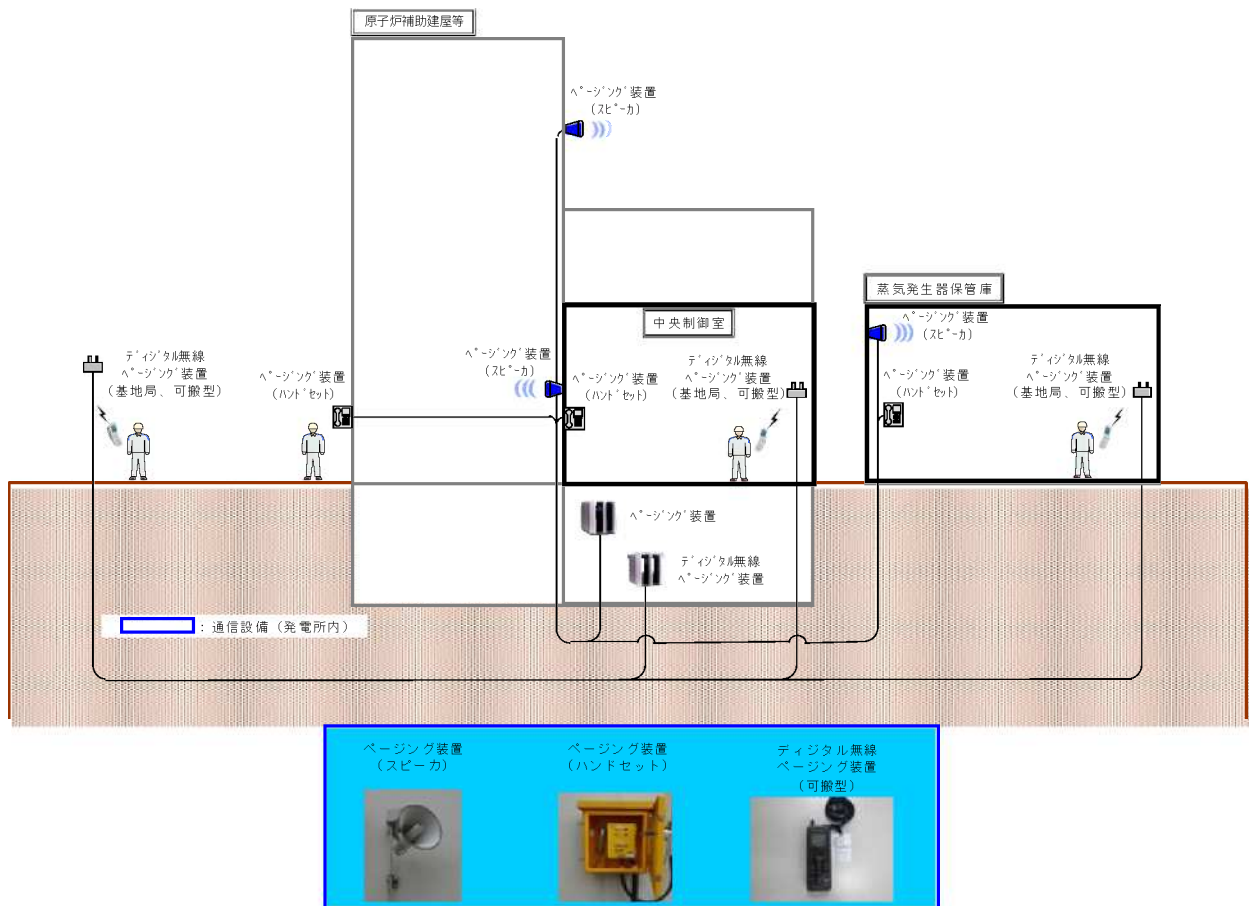 原子炉補助建屋等
ページング装置
(スピーカ)
蒸気発生器保管庫
中央制御室
ページング装置
(スピーカ)
ページング装置
(スピーカ)
ディジタル無線
ページング装置
(基地局、可搬型)
ページング装置
(ハンドセット)
ページング装置
(ハンドセット)
ディジタル無線
ページング装置
(基地局、可搬型)
ページング装置
(ハンドセット)
ディジタル無線
ページング装置
(基地局、可搬型)
ページング装置
ディジタル無線
ページング装置
:通信設備(発電所内)
ページング装置
(スピーカ)
ページング装置
(ハンドセット)
ディジタル無線
ページング装置
(可搬型)